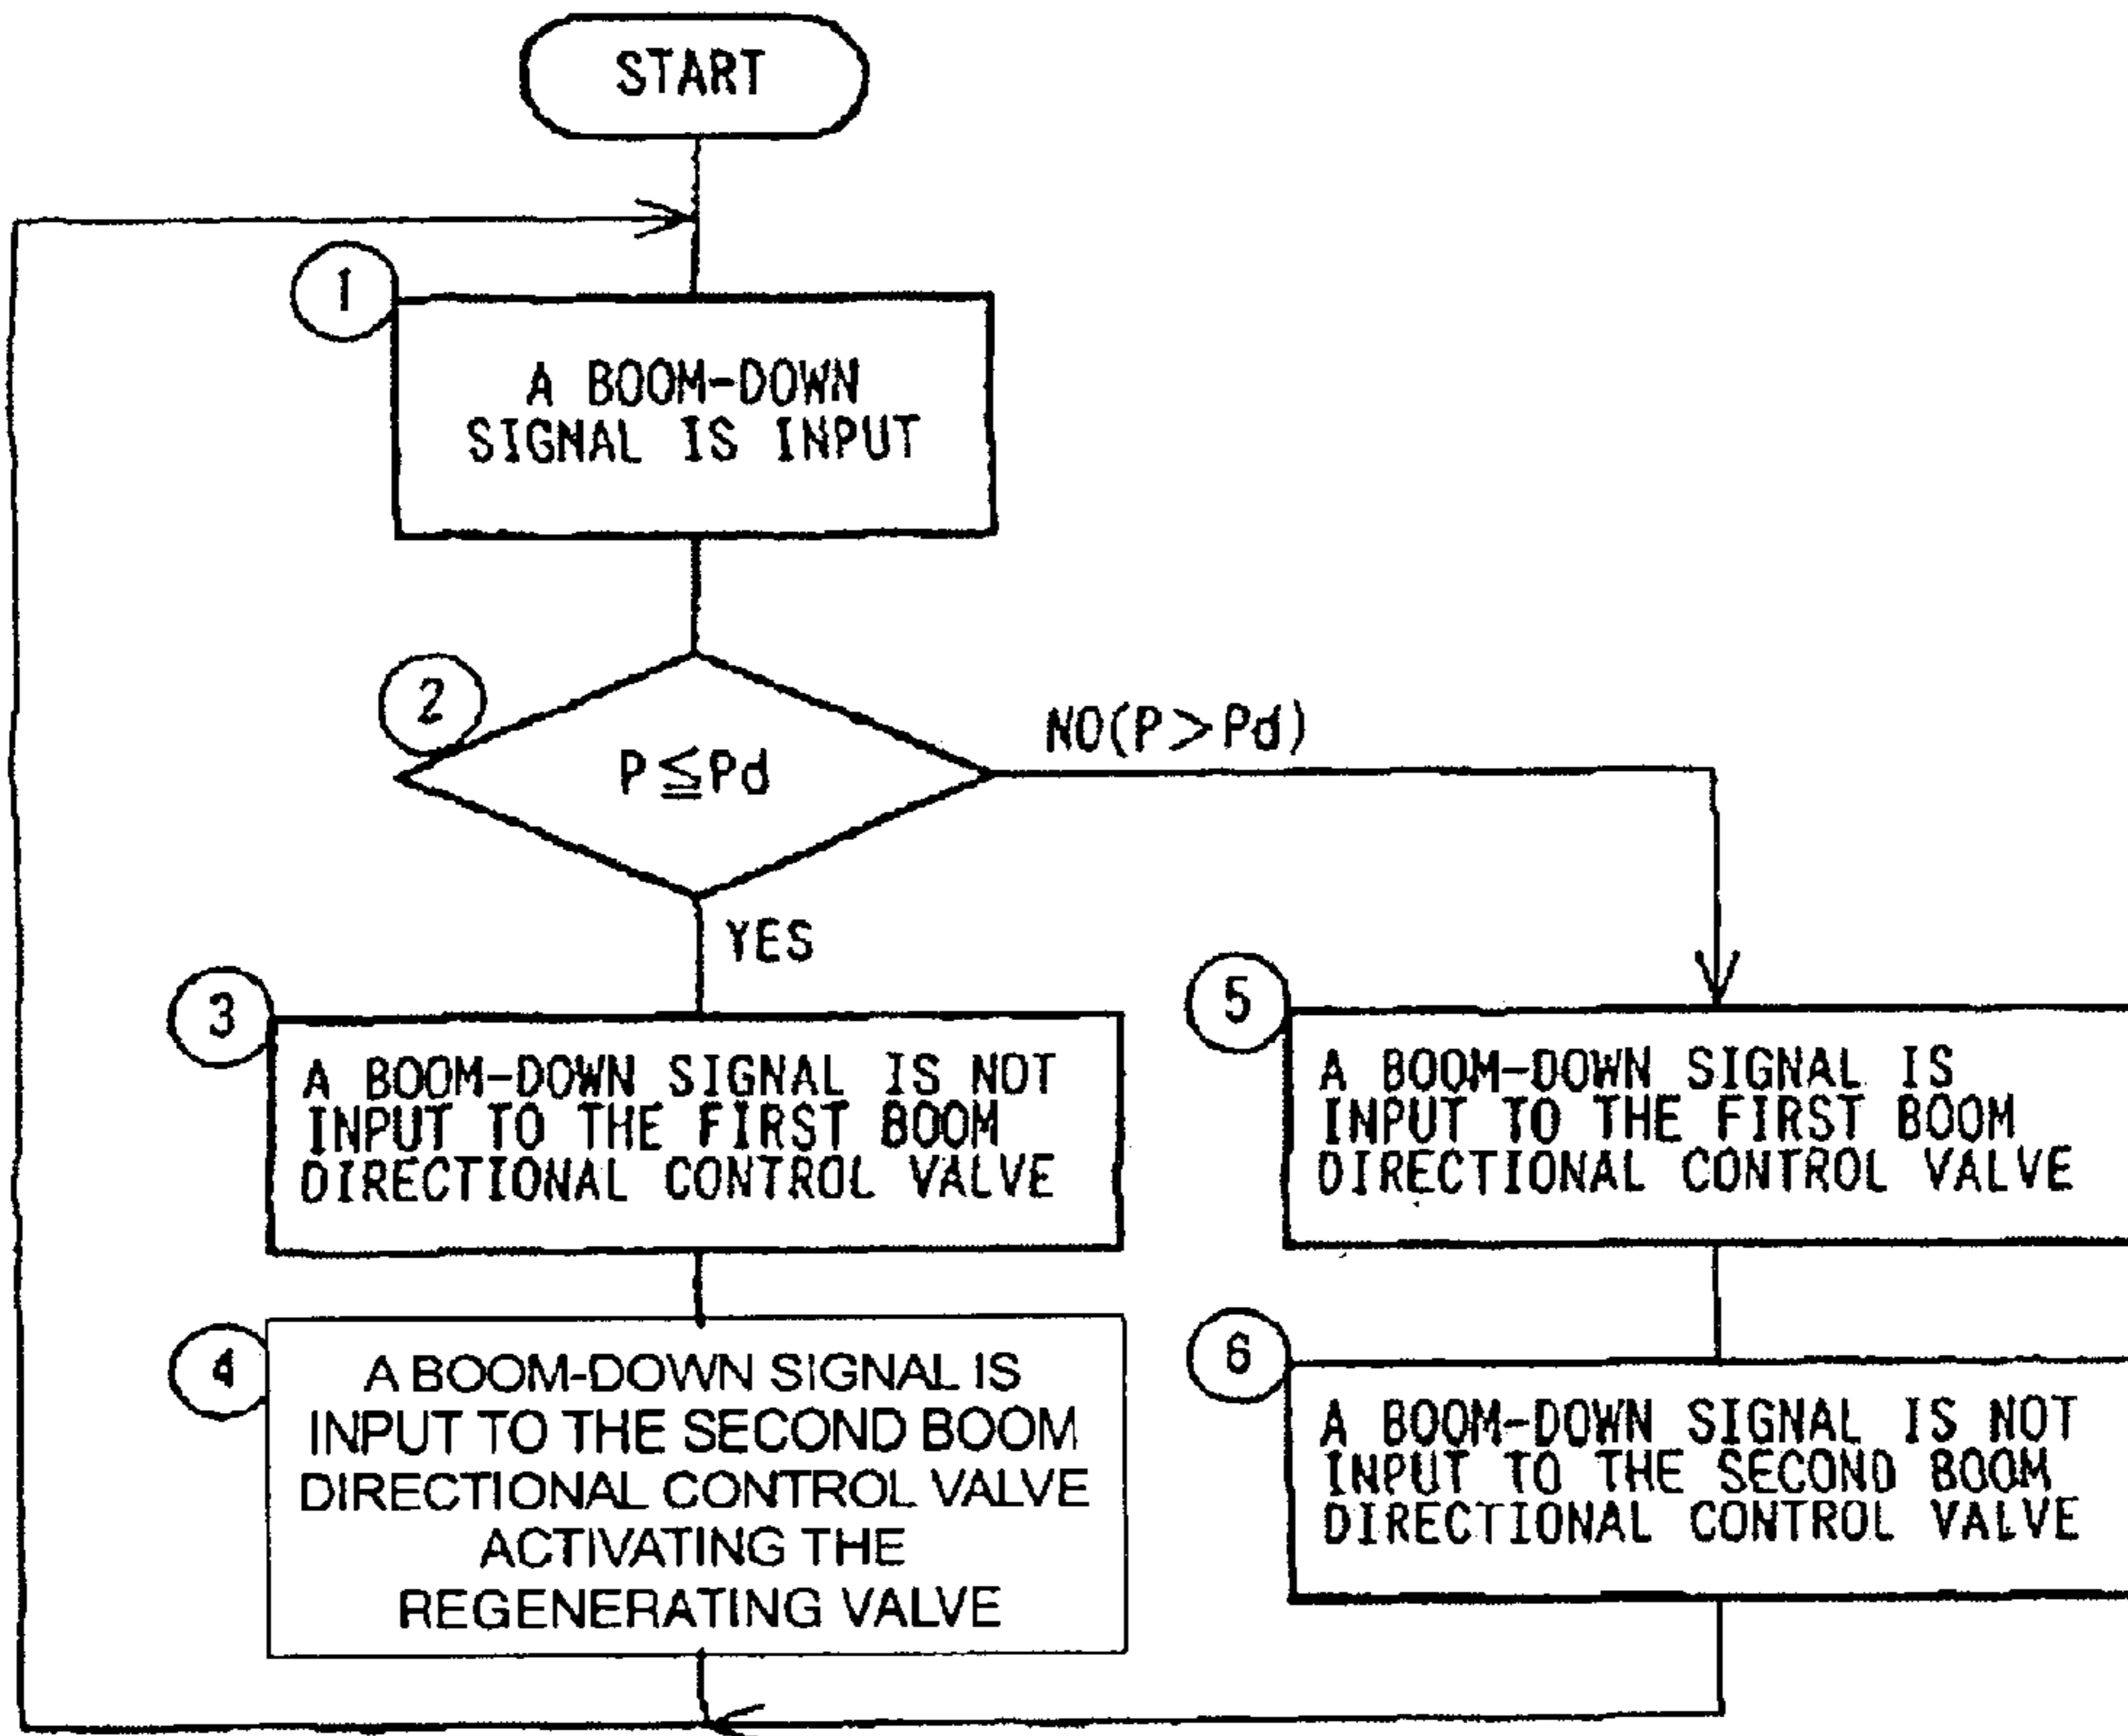 START
1
A BOOM-DOWN
SIGNAL IS INPUT
2
P≦Pd
NO(P>Pd)
YES
3
A BOOM-DOWN SIGNAL IS NOT
INPUT TO THE FIRST BOOM
DIRECTIONAL CONTROL VALVE
4
A BOOM-DOWN SIGNAL IS
INPUT TO THE SECOND BOOM
DIRECTIONAL CONTROL VALVE
ACTIVATING THE
REGENERATING VALVE
5
A BOOM-DOWN SIGNAL IS
INPUT TO THE FIRST BOOM
DIRECTIONAL CONTROL VALVE
6
A BOOM-DOWN SIGNAL IS NOT
INPUT TO THE SECOND BOOM
DIRECTIONAL CONTROL VALVE